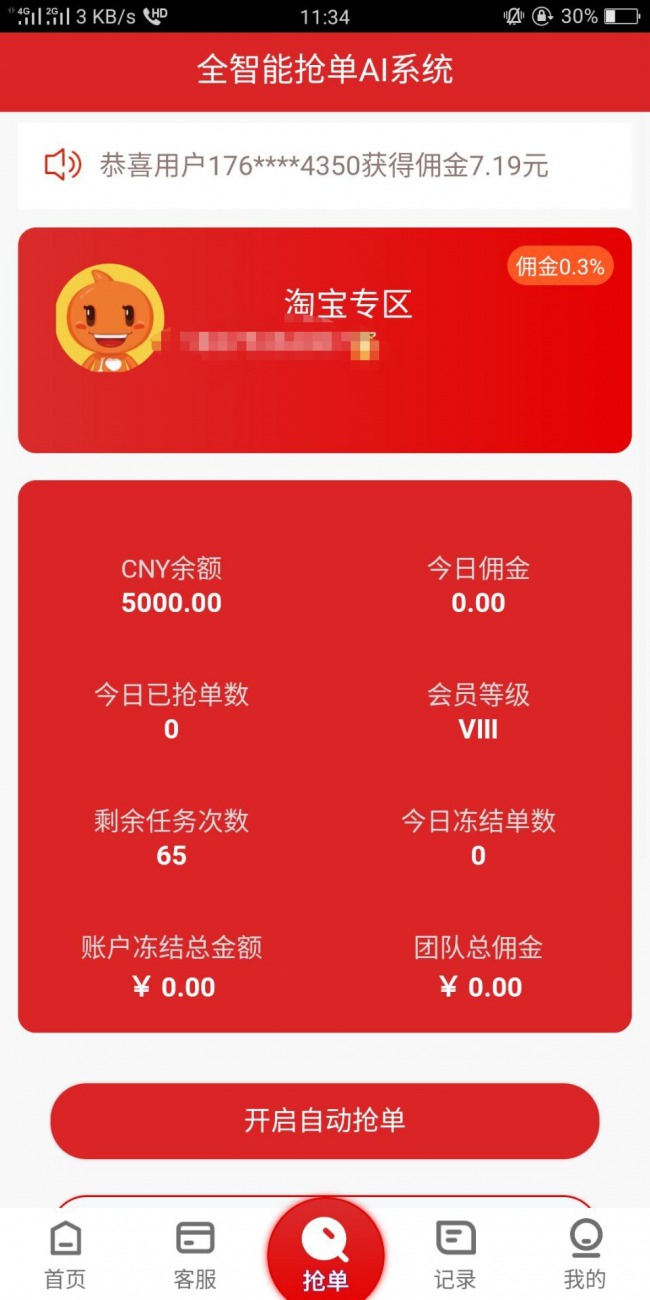 4G 2G 3 KB/s HD 11:34 30%
全智能抢单AI系统
恭喜用户176****4350获得佣金7.19元
佣金0.3%
淘宝专区
CNY余额 今日佣金
5000.00 0.00
今日已抢单数 会员等级
0 VIII
剩余任务次数 今日冻结单数
65 0
账户冻结总金额 团队总佣金
¥ 0.00 ¥ 0.00
开启自动抢单
首页 客服 抢单 记录 我的